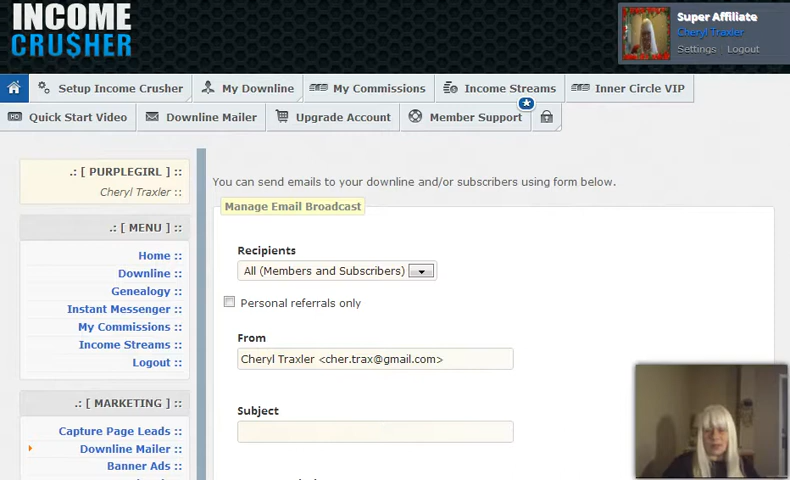 INCOME
CRU$HER
Super Affiliate
Cheryl Traxler
Settings Logout
Setup Income Crusher
My Downline
My Commissions
Income Streams
Inner Circle VIP
Quick Start Video
Downline Mailer
Upgrade Account
Member Support
.: [ PURPLEGIRL ] ::
Cheryl Traxler ::
You can send emails to your downline and/or subscribers using form below.
Manage Email Broadcast
.: [ MENU ] ::
Home ::
Downline ::
Genealogy ::
Instant Messenger ::
My Commissions ::
Income Streams ::
Logout ::
Recipients
All (Members and Subscribers)
Personal referrals only
From
Cheryl Traxler <cher.trax@gmail.com>
Subject
.: [ MARKETING ] ::
Capture Page Leads ::
Downline Mailer ::
Banner Ads ::